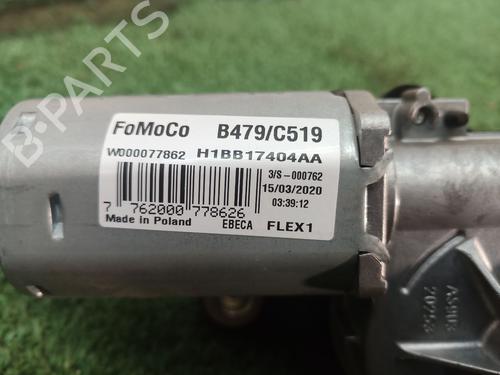 B-PARTS
FoMoCo B479/C519
W000077862 H1BB17404AA
3/S-000762
15/03/2020
03:39:12
7 762000 778626
Made in Poland EBECA FLEX1